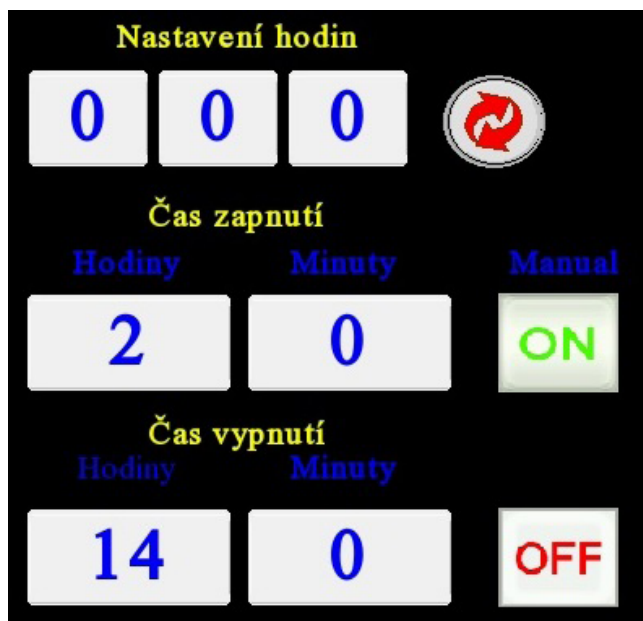 Nastavení hodin
0 0 0
Čas zapnutí
Hodiny Minuty Manual
2 0 ON
Čas vypnutí
Hodiny Minuty
14 0 OFF